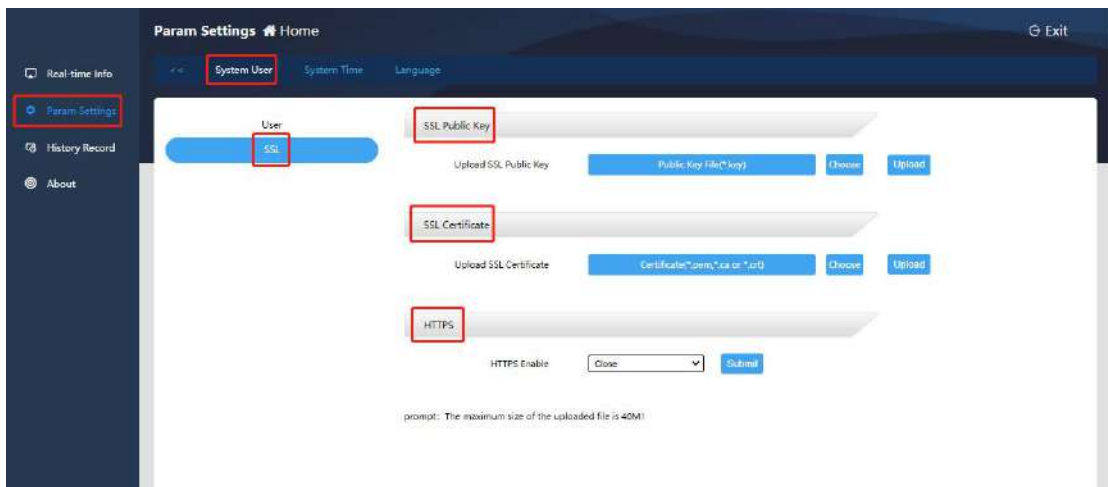 Param Settings Home
Exit
Real-time Info
Param Settings
History Record
About
<< System User System Time Language
User
SSL
SSL Public Key
Upload SSL Public Key Public Key File(*.key) Choose Upload
SSL Certificate
Upload SSL Certificate Certificate(*.pem,*.ca or *.crt) Choose Upload
HTTPS
HTTPS Enable Close Submit
prompt: The maximum size of the uploaded file is 40M!